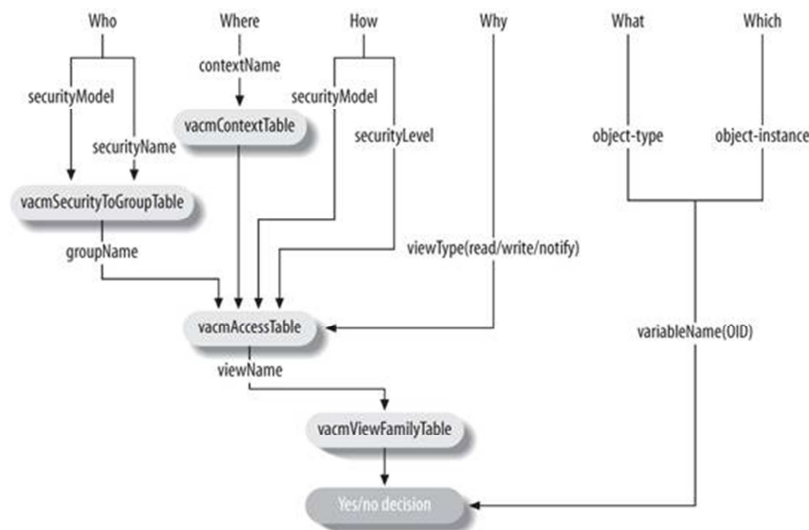 Who
Where
How
Why
What
Which
contextName
securityModel
securityModel
vacmContextTable
securityName
securityLevel
object-type
object-instance
vacmSecurityToGroupTable
groupName
viewType(read/write/notify)
vacmAccessTable
variableName(OID)
viewName
vacmViewFamilyTable
Yes/no decision